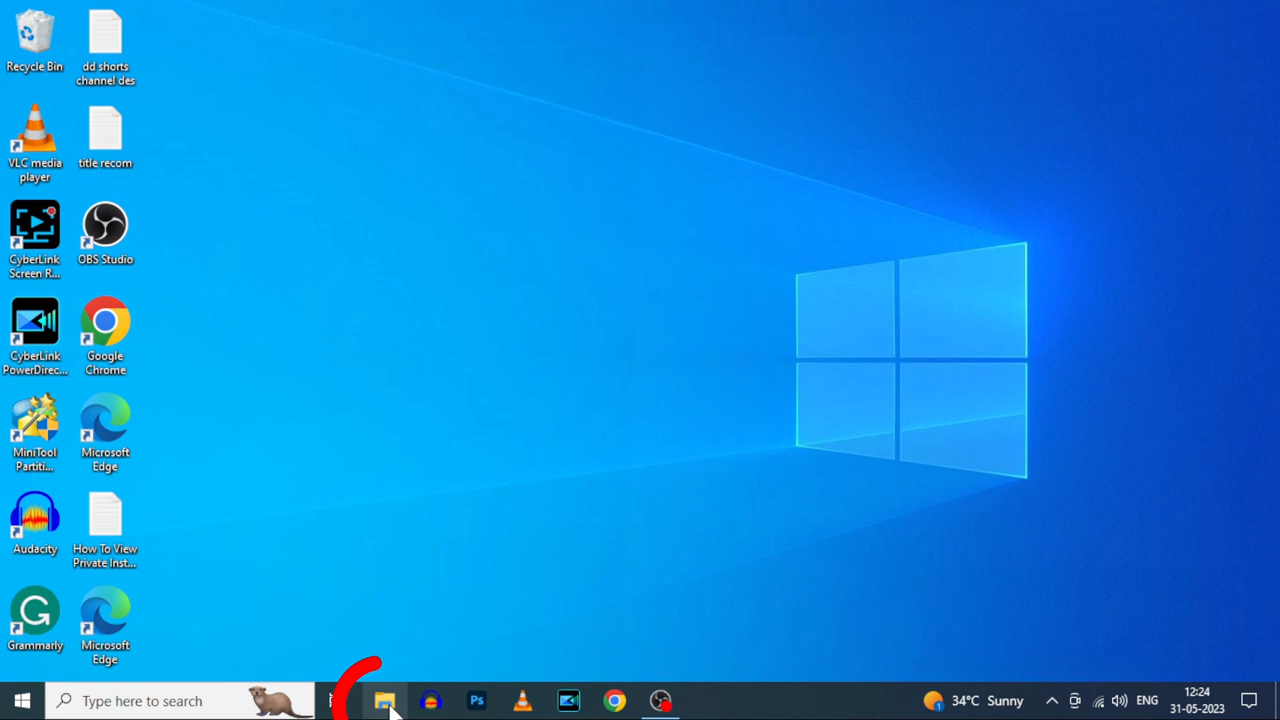 Recycle Bin
dd shorts
channel des
VLC media
player
title recom
CyberLink
Screen R...
OBS Studio
CyberLink
PowerDirec...
Google
Chrome
MiniTool
Partiti...
Microsoft
Edge
Audacity
How To View
Private Inst...
Grammarly
Microsoft
Edge
Type here to search
Ps
1
34°C Sunny
ENG
12:24
31-05-2023